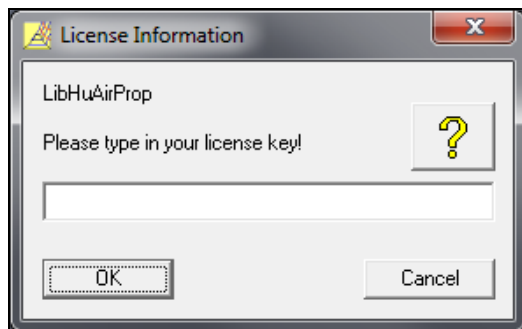 License Information
LibHuAirProp
Please type in your license key!
?
OK
Cancel